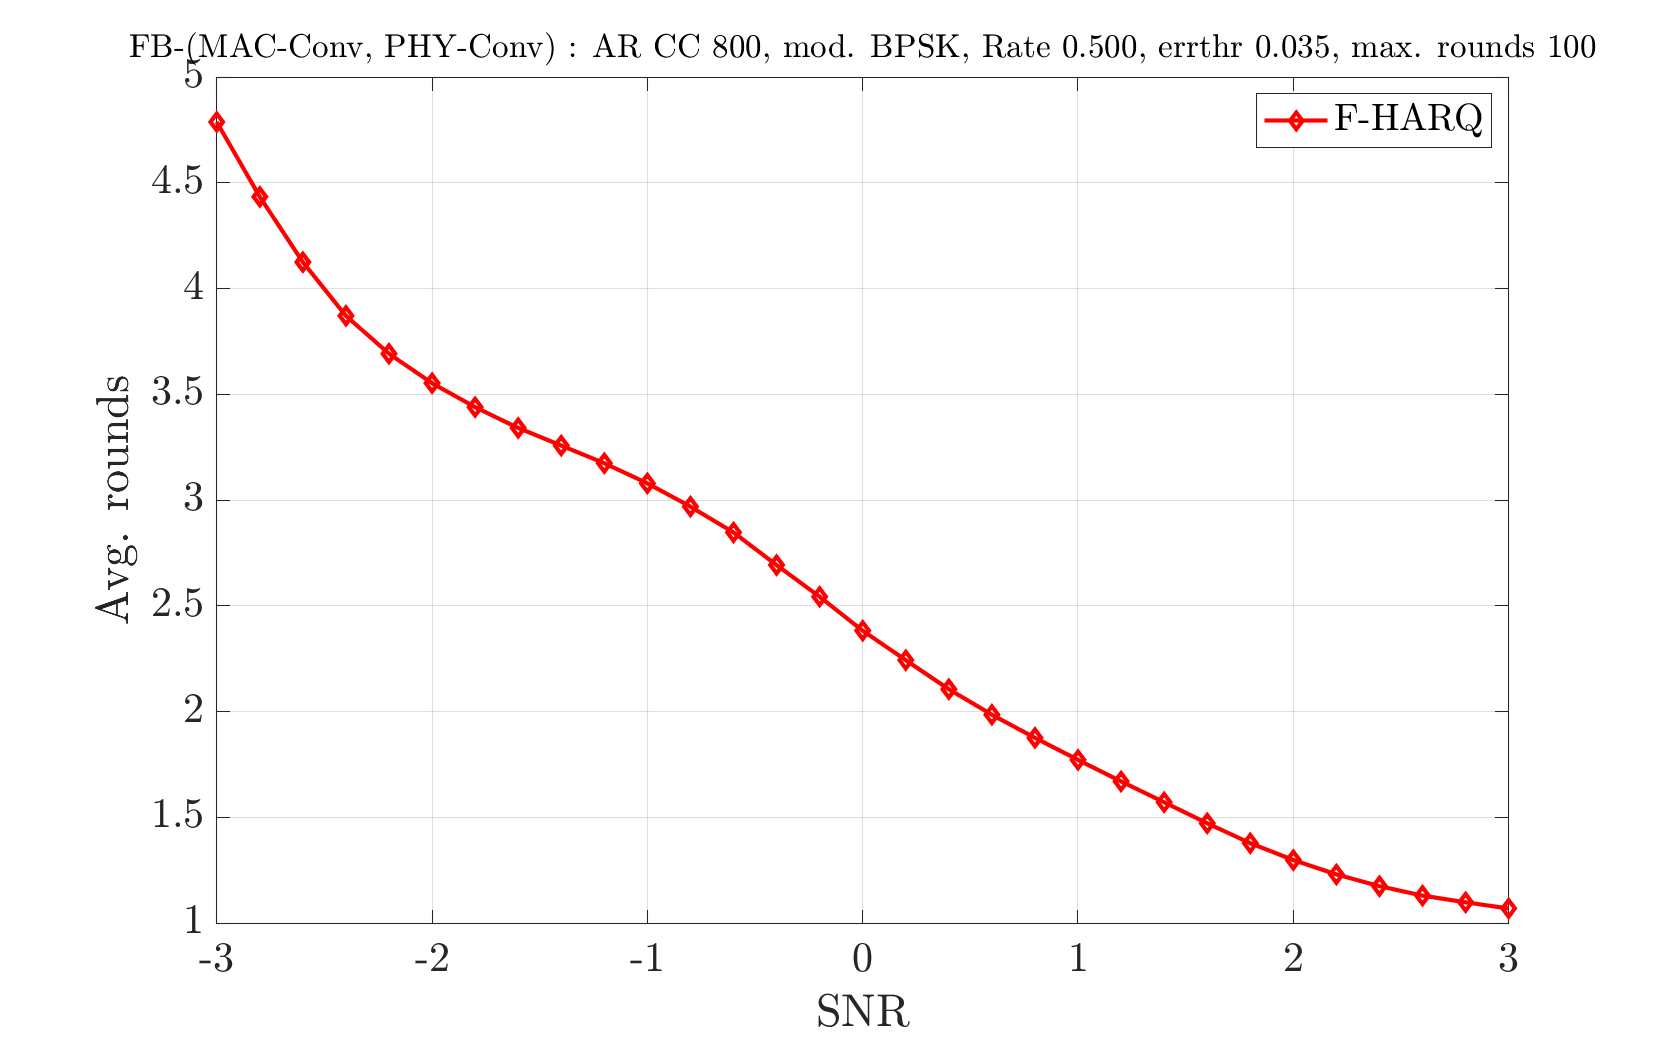 FB-(MAC-Conv, PHY-Conv) : AR CC 800, mod. BPSK, Rate 0.500, errthr 0.035, max. rounds 100
F-HARQ
5
4.5
4
3.5
3
2.5
2
1.5
1
Avg. rounds
-3 -2 -1 0 1 2 3
SNR